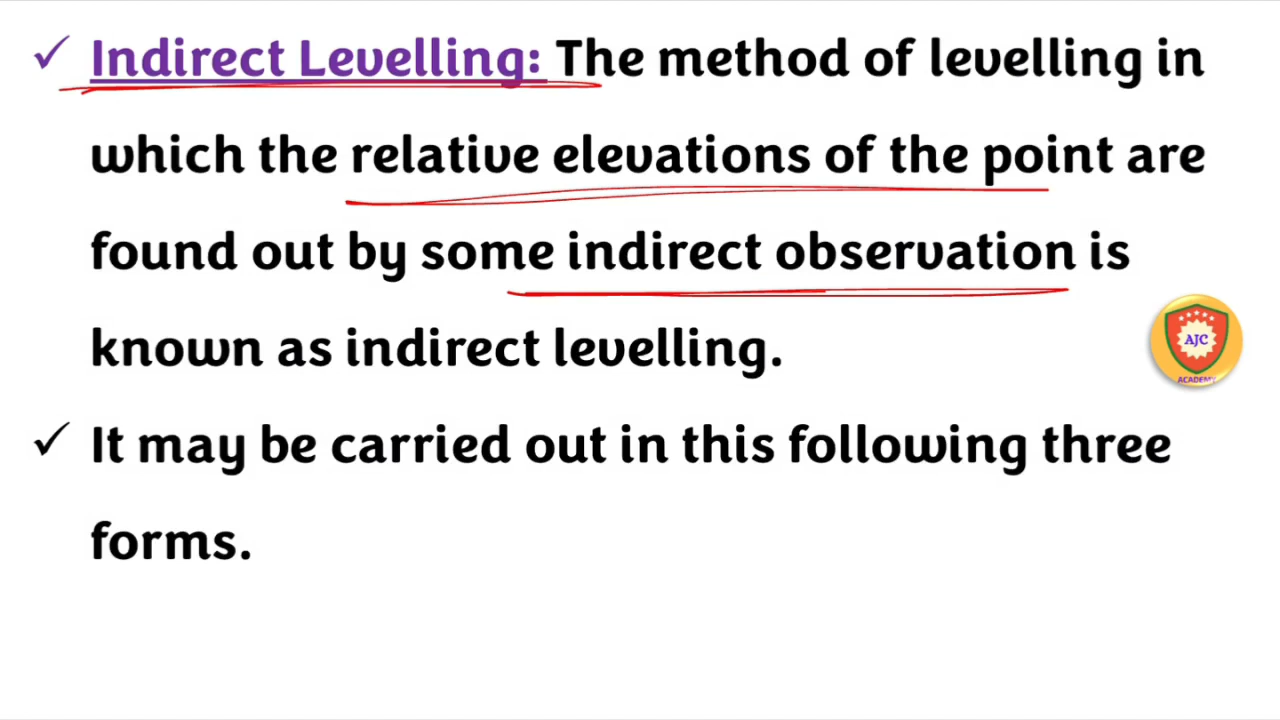 ✓ Indirect Levelling: The method of levelling in
which the relative elevations of the point are
found out by some indirect observation is
known as indirect levelling.
✓ It may be carried out in this following three
forms.
AJC
ACADEMY